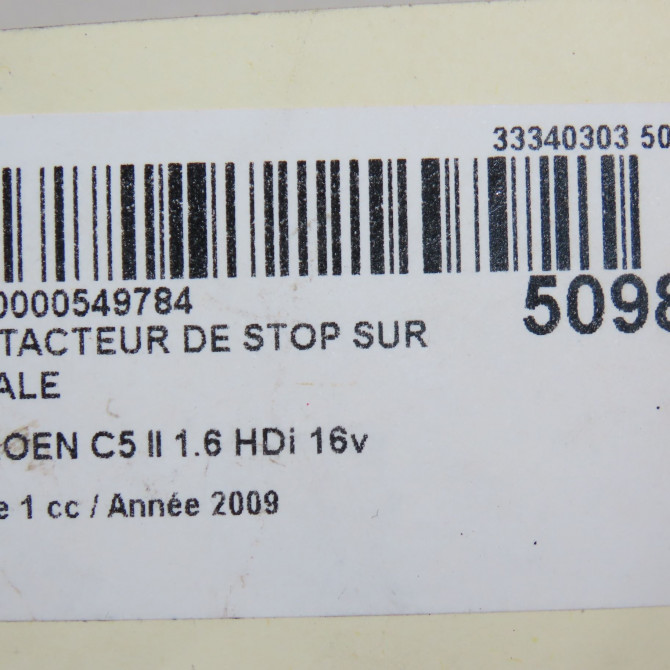 33340303 50
0000549784
5098
TACTEUR DE STOP SUR
ALE
OEN C5 II 1.6 HDi 16v
e 1 cc / Année 2009